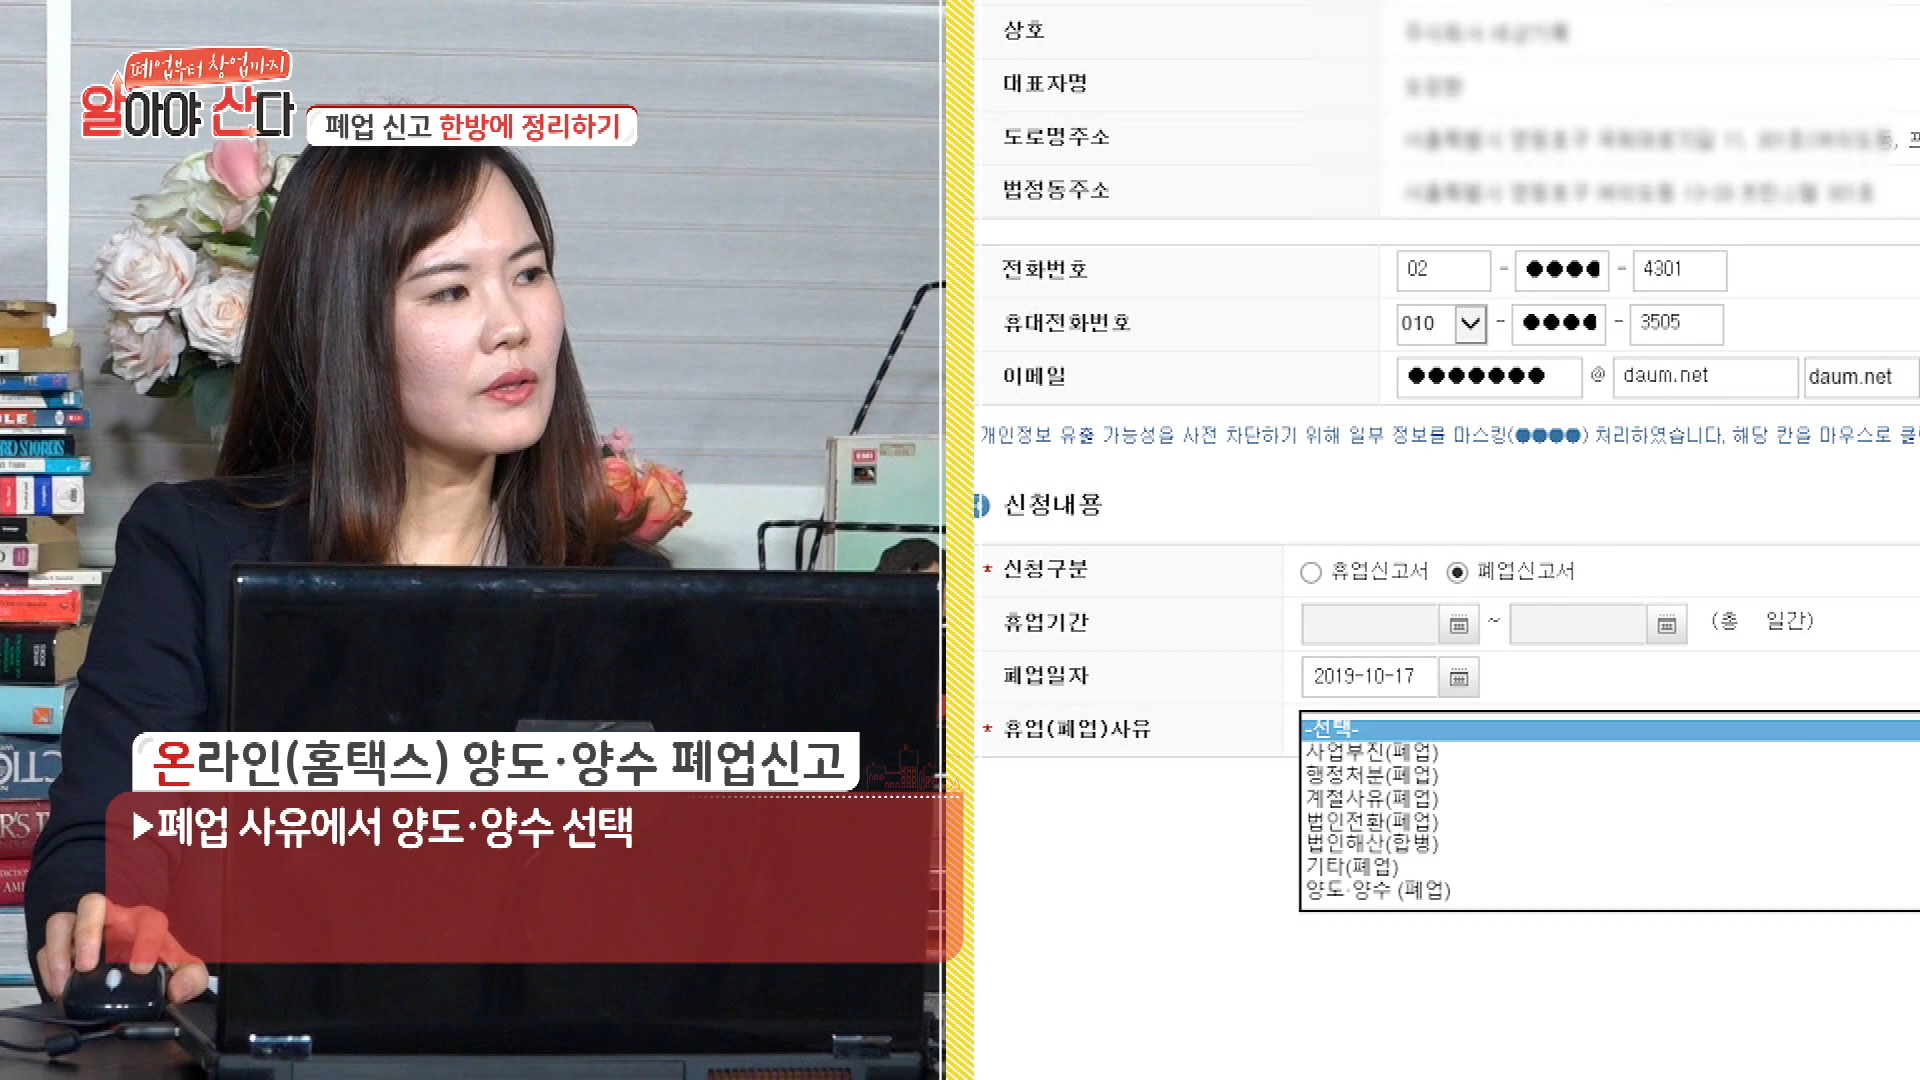 폐업부터 창업까지
알아야 산다
폐업 신고 한방에 정리하기
EMI
온라인(홈택스) 양도·양수 폐업신고
▶폐업 사유에서 양도·양수 선택
상호
대표자명
도로명주소
법정동주소
전화번호 02 - ●●●● - 4301
휴대전화번호 010 - ●●●● - 3505
이메일 ●●●●●●● @ daum.net daum.net
개인정보 유출 가능성을 사전 차단하기 위해 일부 정보를 마스킹(●●●●) 처리하였습니다. 해당 칸을 마우스로
신청내용
* 신청구분 휴업신고서 폐업신고서
휴업기간 ~ (총 일간)
폐업일자 2019-10-17
* 휴업(폐업)사유 -선택-
사업부진(폐업)
행정처분(폐업)
계절사유(폐업)
법인전환(폐업)
법인해산(합병)
기타(폐업)
양도·양수 (폐업)